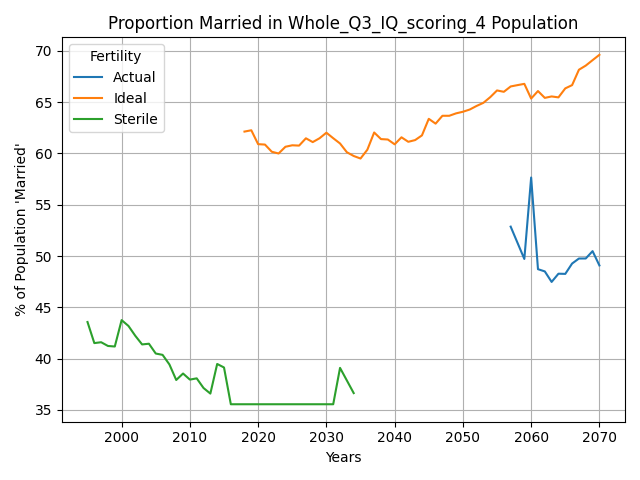 Proportion Married in Whole_Q3_IQ_scoring_4 Population
% of Population 'Married'
70
65
60
55
50
45
40
35
Fertility
Actual
Ideal
Sterile
2000 2010 2020 2030 2040 2050 2060 2070
Years